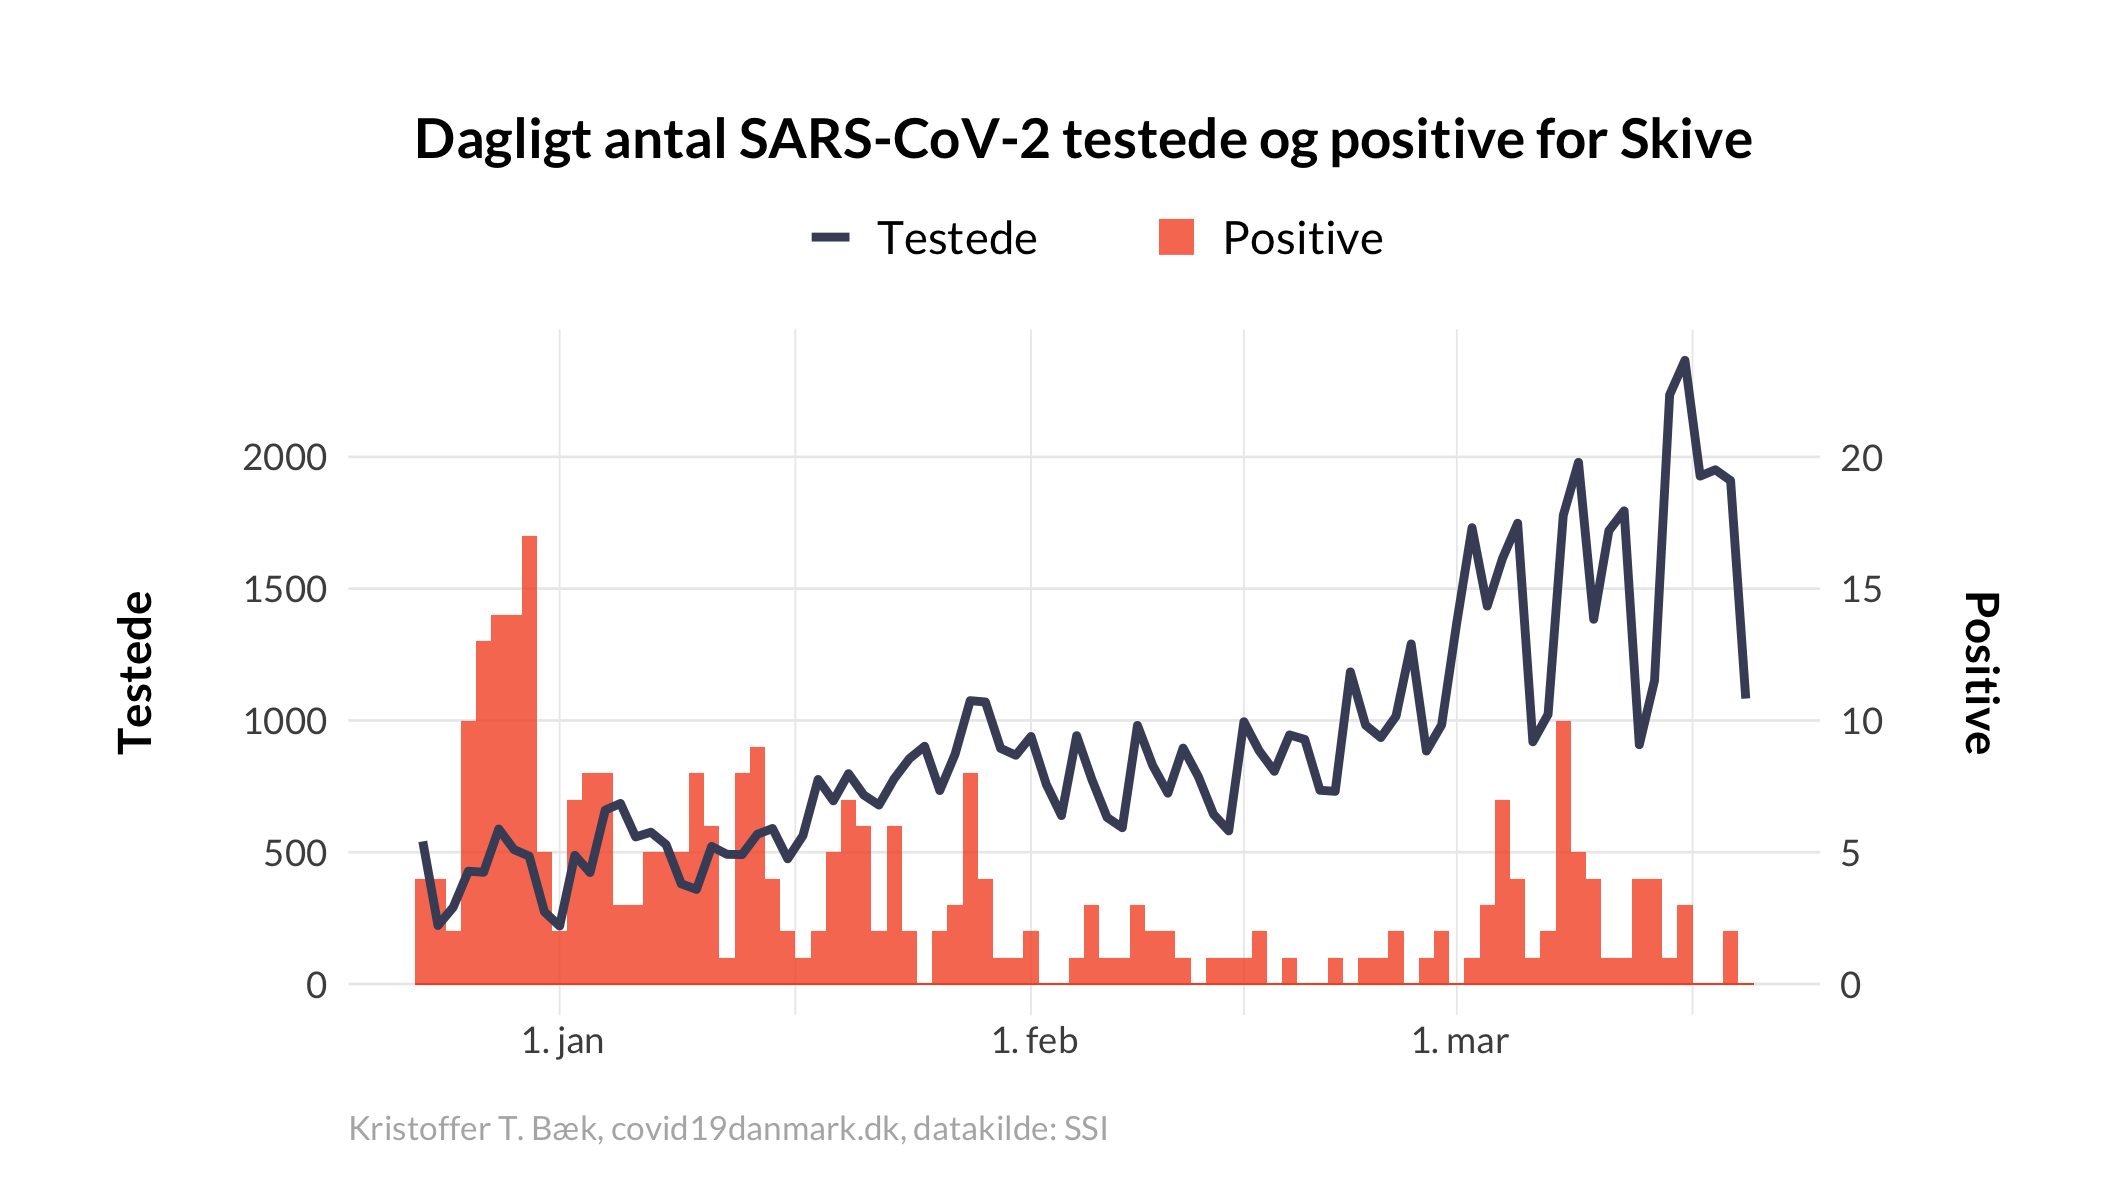 Dagligt antal SARS-CoV-2 testede og positive for Skive
Testede
Positive
2000
1500
1000
500
0
20
15
10
5
0
Testede
Positive
1. jan
1. feb
1. mar
Kristoffer T. Bæk, covid19danmark.dk, datakilde: SSI